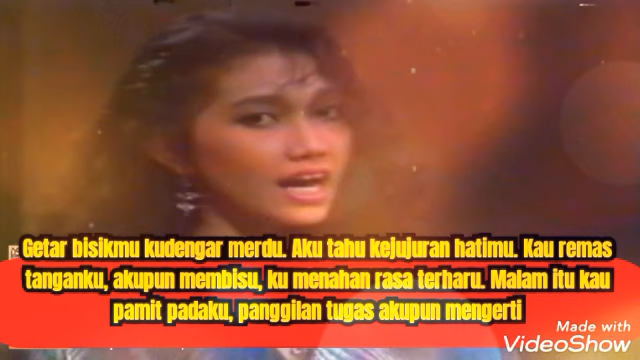 Getar bisikmu kudengar merdu. Aku tahu kejujuran hatimu. Kau remas
tanganku, akupun membisu, ku menahan rasa terharu. Malam itu kau
pamit padaku, panggilan tugas akupun mengerti
Made with
VideoShow